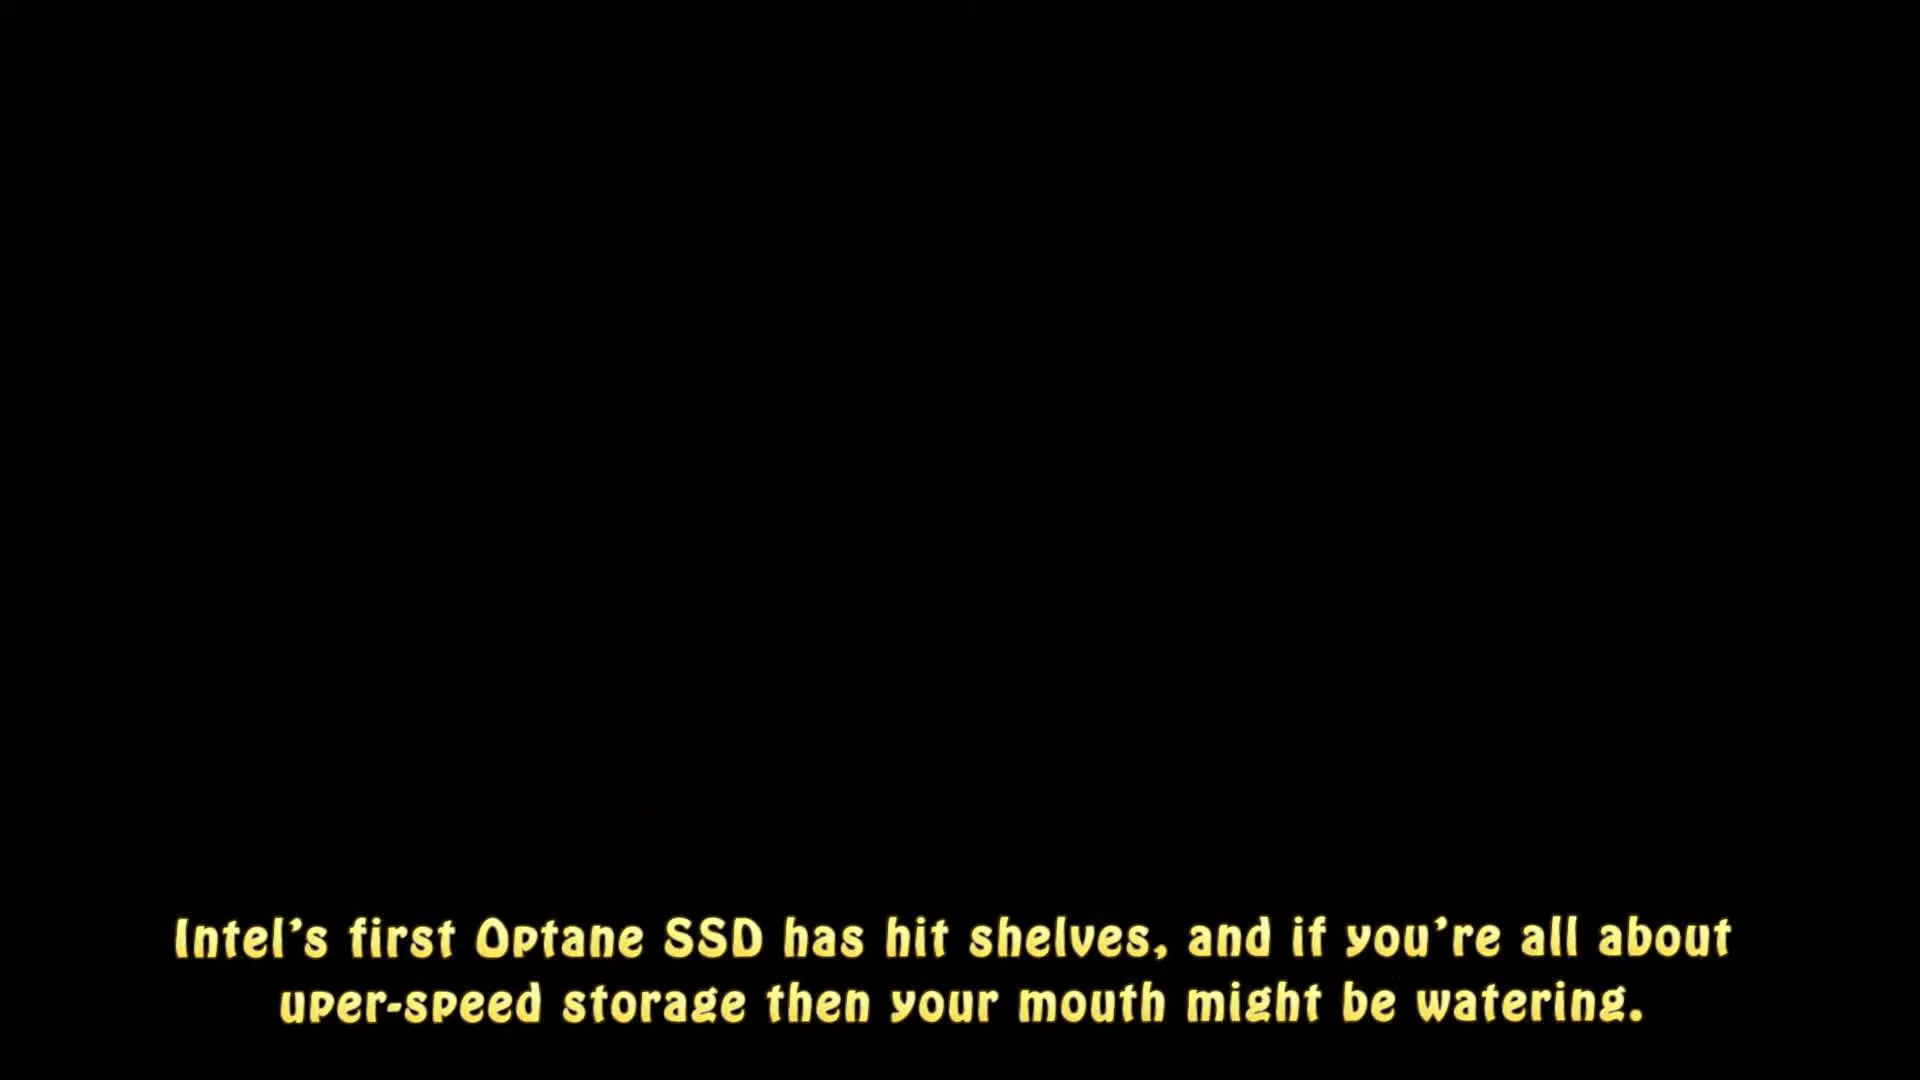 Intel’s first Optane SSD has hit shelves, and if you’re all about
uper-speed storage then your mouth might be watering.